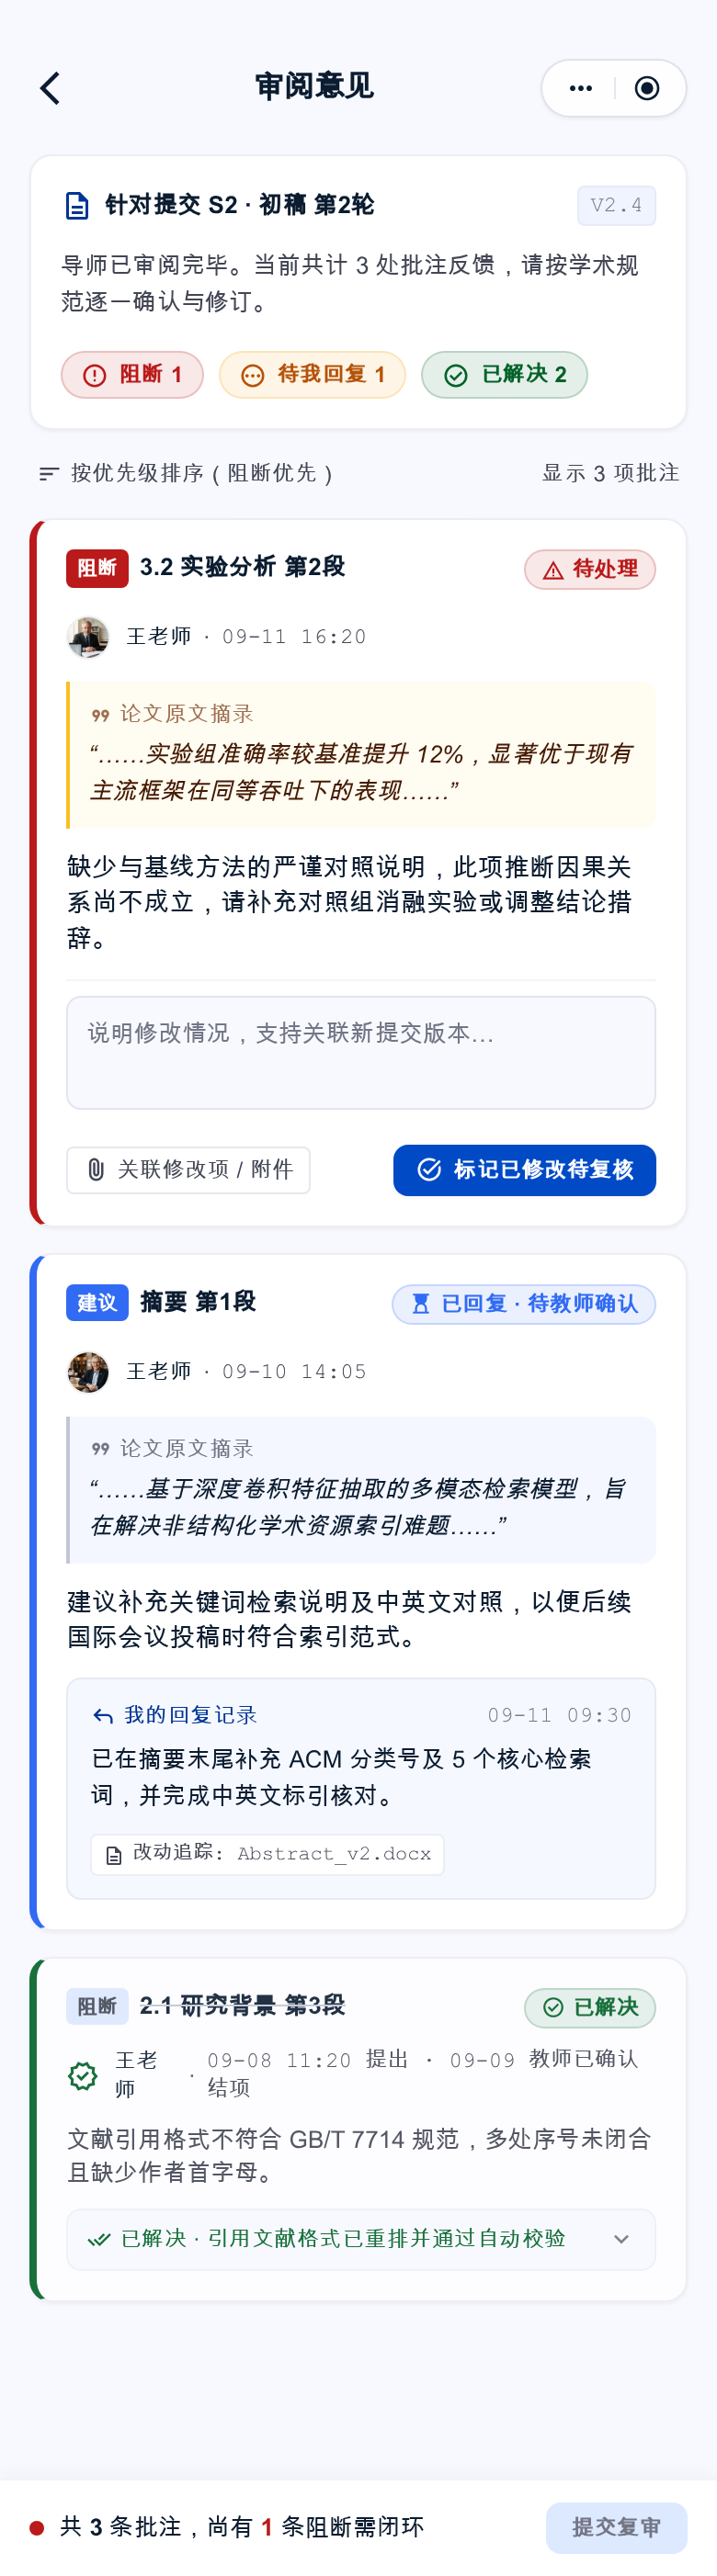 审阅意见
针对提交 S2 · 初稿 第2轮
V2.4
导师已审阅完毕。当前共计 3 处批注反馈，请按学术规
范逐一确认与修订。
阻断 1
待我回复 1
已解决 2
按优先级排序（阻断优先）
显示 3 项批注
阻断
3.2 实验分析 第2段
待处理
王老师 · 09-11 16:20
论文原文摘录
“……实验组准确率较基准提升 12%，显著优于现有
主流框架在同等吞吐下的表现……”
缺少与基线方法的严谨对照说明，此项推断因果关
系尚不成立，请补充对照组消融实验或调整结论措
辞。
说明修改情况，支持关联新提交版本...
关联修改项 / 附件
标记已修改待复核
建议
摘要 第1段
已回复 · 待教师确认
王老师 · 09-10 14:05
论文原文摘录
“……基于深度卷积特征抽取的多模态检索模型，旨
在解决非结构化学术资源索引难题……”
建议补充关键词检索说明及中英文对照，以便后续
国际会议投稿时符合索引范式。
我的回复记录
09-11 09:30
已在摘要末尾补充 ACM 分类号及 5 个核心检索
词，并完成中英文标引核对。
改动追踪: Abstract_v2.docx
阻断
2.1 研究背景 第3段
已解决
王老
师
·
09-08 11:20 提出 · 09-09 教师已确认
结项
文献引用格式不符合 GB/T 7714 规范，多处序号未闭合
且缺少作者首字母。
已解决 · 引用文献格式已重排并通过自动校验
共 3 条批注，尚有 1 条阻断需闭环
提交复审